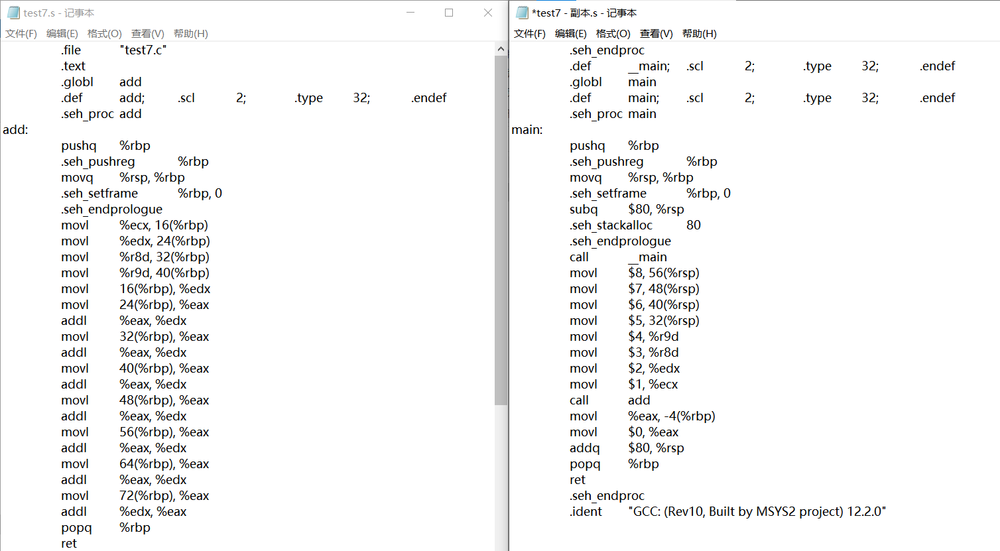 test7.s - 记事本
文件(F) 编辑(E) 格式(O) 查看(V) 帮助(H)
.file "test7.c"
.text
.globl add
.def add; .scl 2; .type 32; .endef
.seh_proc add
add:
pushq %rbp
.seh_pushreg %rbp
movq %rsp, %rbp
.seh_setframe %rbp, 0
.seh_endprologue
movl %ecx, 16(%rbp)
movl %edx, 24(%rbp)
movl %r8d, 32(%rbp)
movl %r9d, 40(%rbp)
movl 16(%rbp), %edx
movl 24(%rbp), %eax
addl %eax, %edx
movl 32(%rbp), %eax
addl %eax, %edx
movl 40(%rbp), %eax
addl %eax, %edx
movl 48(%rbp), %eax
addl %eax, %edx
movl 56(%rbp), %eax
addl %eax, %edx
movl 64(%rbp), %eax
addl %eax, %edx
movl 72(%rbp), %eax
addl %edx, %eax
popq %rbp
ret
*test7 - 副本.s - 记事本
文件(F) 编辑(E) 格式(O) 查看(V) 帮助(H)
.seh_endproc
.def __main; .scl 2; .type 32; .endef
.globl main
.def main; .scl 2; .type 32; .endef
.seh_proc main
main:
pushq %rbp
.seh_pushreg %rbp
movq %rsp, %rbp
.seh_setframe %rbp, 0
subq $80, %rsp
.seh_stackalloc 80
.seh_endprologue
call __main
movl $8, 56(%rsp)
movl $7, 48(%rsp)
movl $6, 40(%rsp)
movl $5, 32(%rsp)
movl $4, %r9d
movl $3, %r8d
movl $2, %edx
movl $1, %ecx
call add
movl %eax, -4(%rbp)
movl $0, %eax
addq $80, %rsp
popq %rbp
ret
.seh_endproc
.ident "GCC: (Rev10, Built by MSYS2 project) 12.2.0"